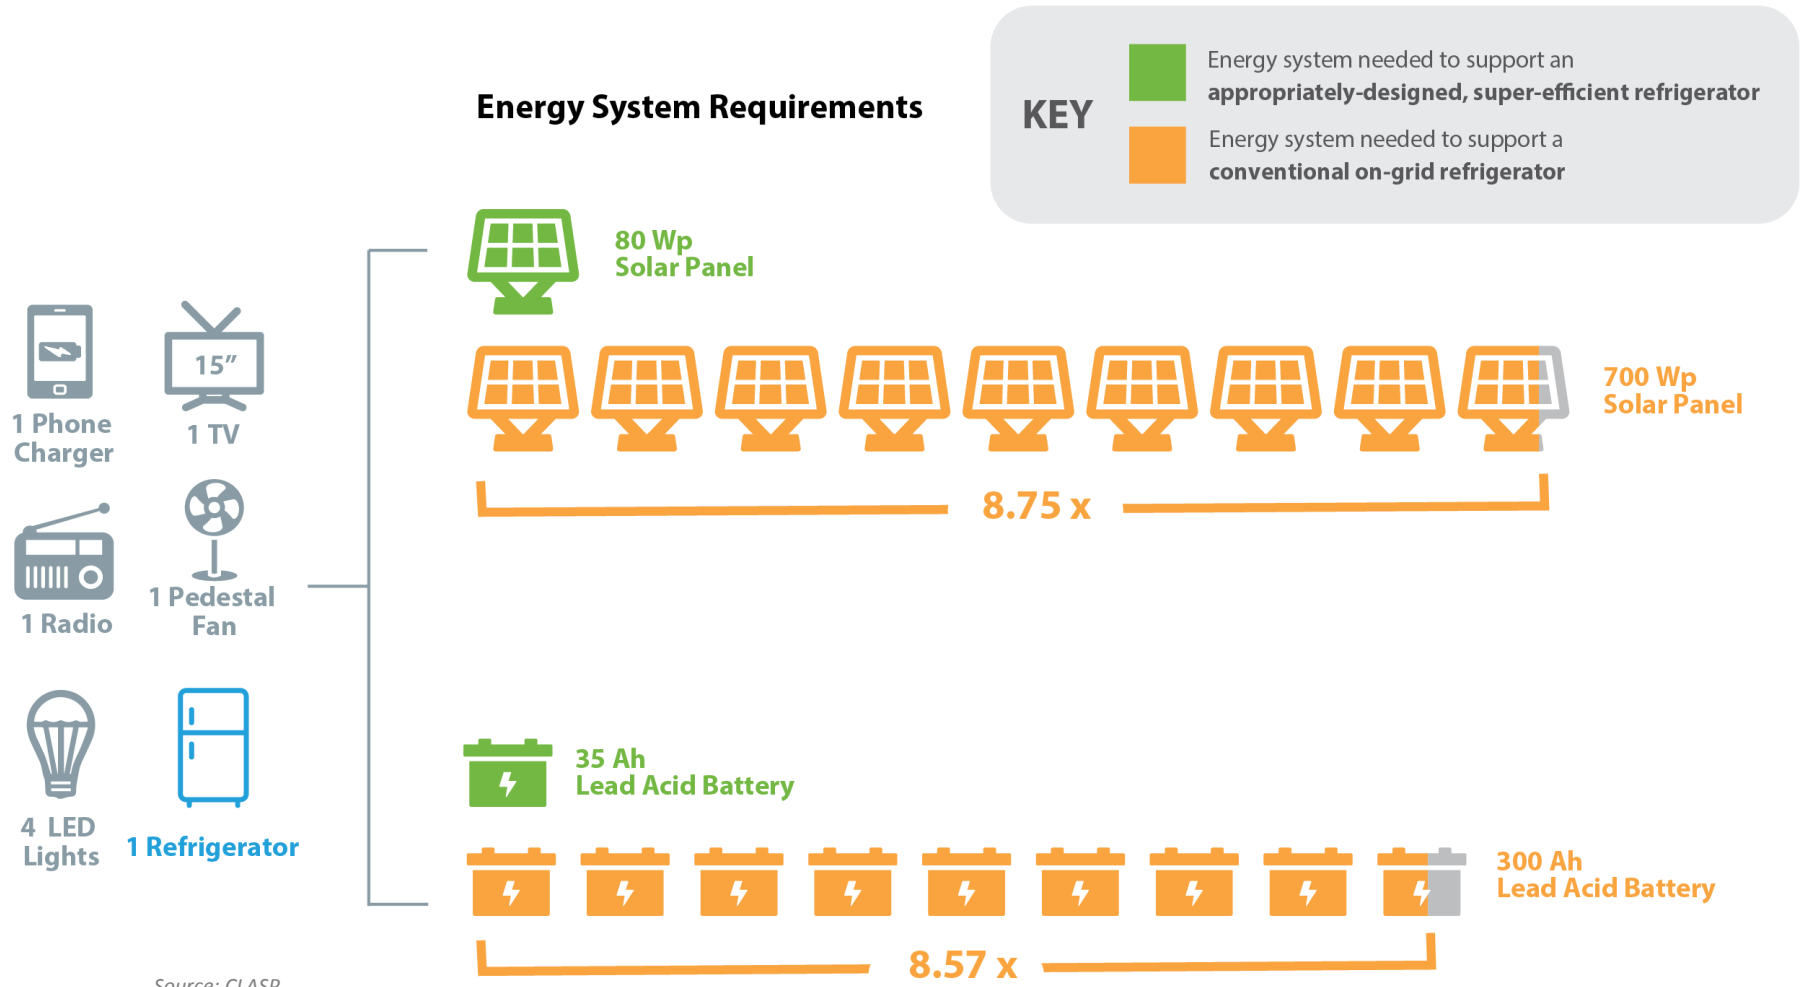 Energy System Requirements
KEY
Energy system needed to support an
appropriately-designed, super-efficient refrigerator
Energy system needed to support a
conventional on-grid refrigerator
80 Wp
Solar Panel
700 Wp
Solar Panel
8.75 x
15”
1 Phone
Charger
1 TV
1 Radio
1 Pedestal
Fan
4 LED
Lights
1 Refrigerator
35 Ah
Lead Acid Battery
300 Ah
Lead Acid Battery
8.57 x
Source: CLASP